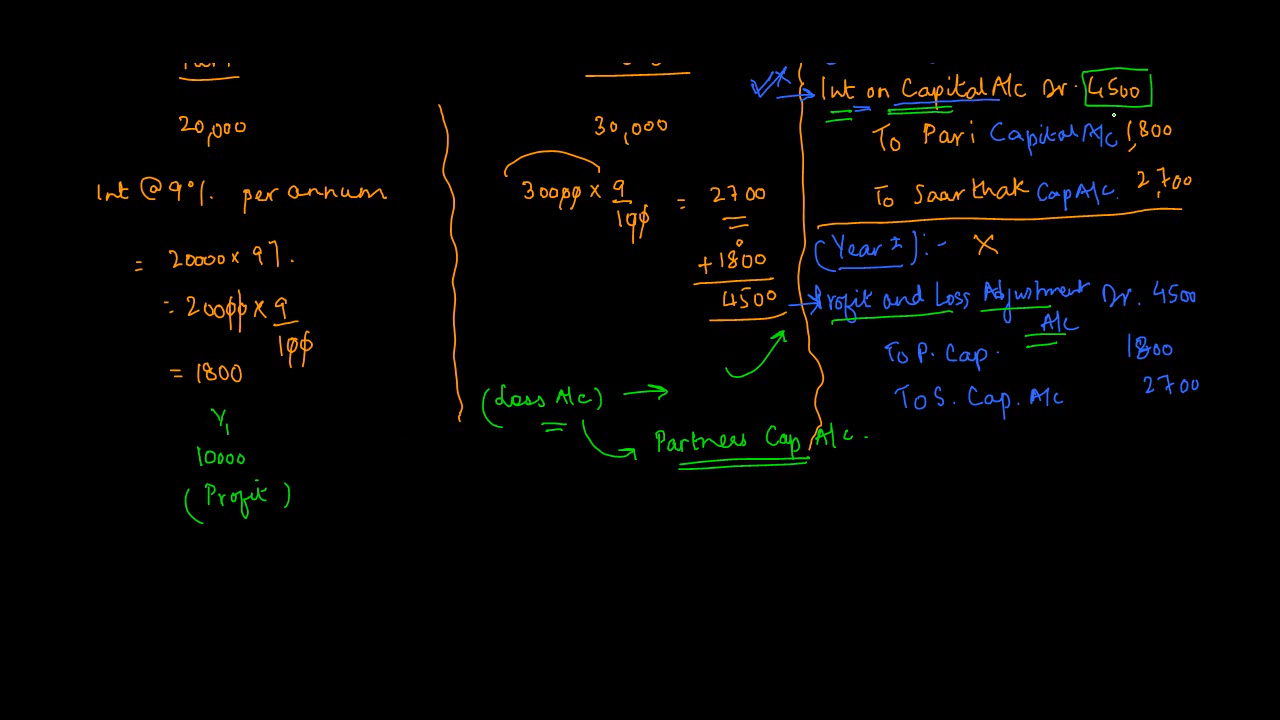 20,000
Int @ 9% per annum
= 20000 x 9%.
= 20000 x 9/100
= 1800
Y1
10000
(Profit)
30,000
30000 x 9/100 = 2700
+1800
4500
(Loss A/c) →
Partners Cap A/c.
Int on Capital A/c Dr. 4500
To Pari Capital A/c 1,800
To Saarthak Cap A/c. 2,700
:- X
Profit and Loss Adjustment Dr. 4500
A/c
To P. Cap. 1800
To S. Cap. A/c 2700